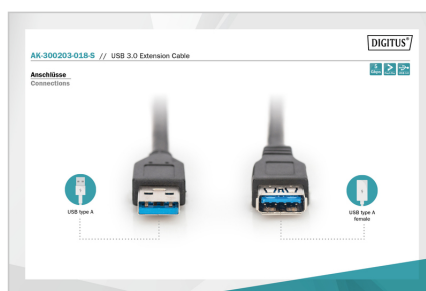 DIGITUS®
AK-300203-018-S // USB 3.0 Extension Cable
Anschlüsse
Connections
USB type A
USB type A
female